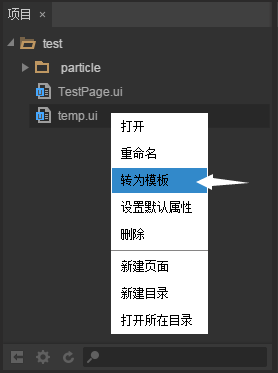 项目 ×
test
particle
TestPage.ui
temp.ui
打开
重命名
转为模板
设置默认属性
删除
新建页面
新建目录
打开所在目录